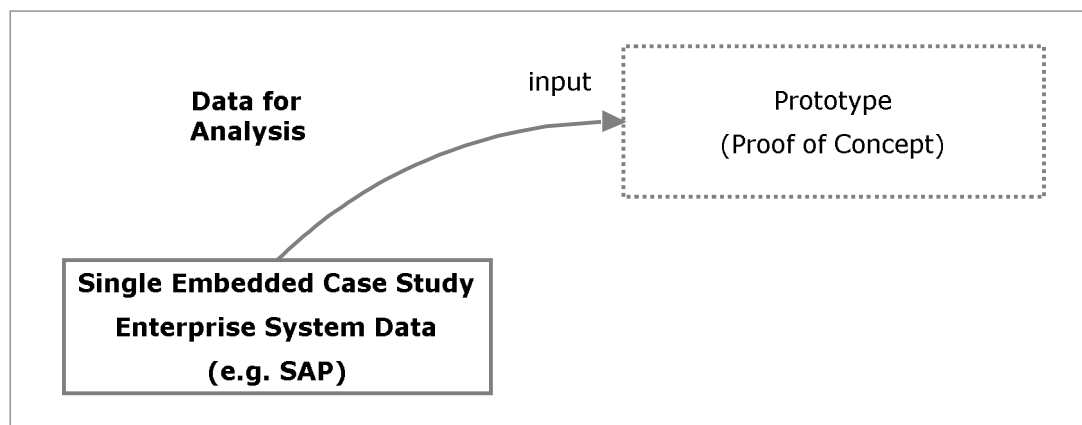 input
Data for
Analysis
Prototype
(Proof of Concept)
Single Embedded Case Study
Enterprise System Data
(e.g. SAP)